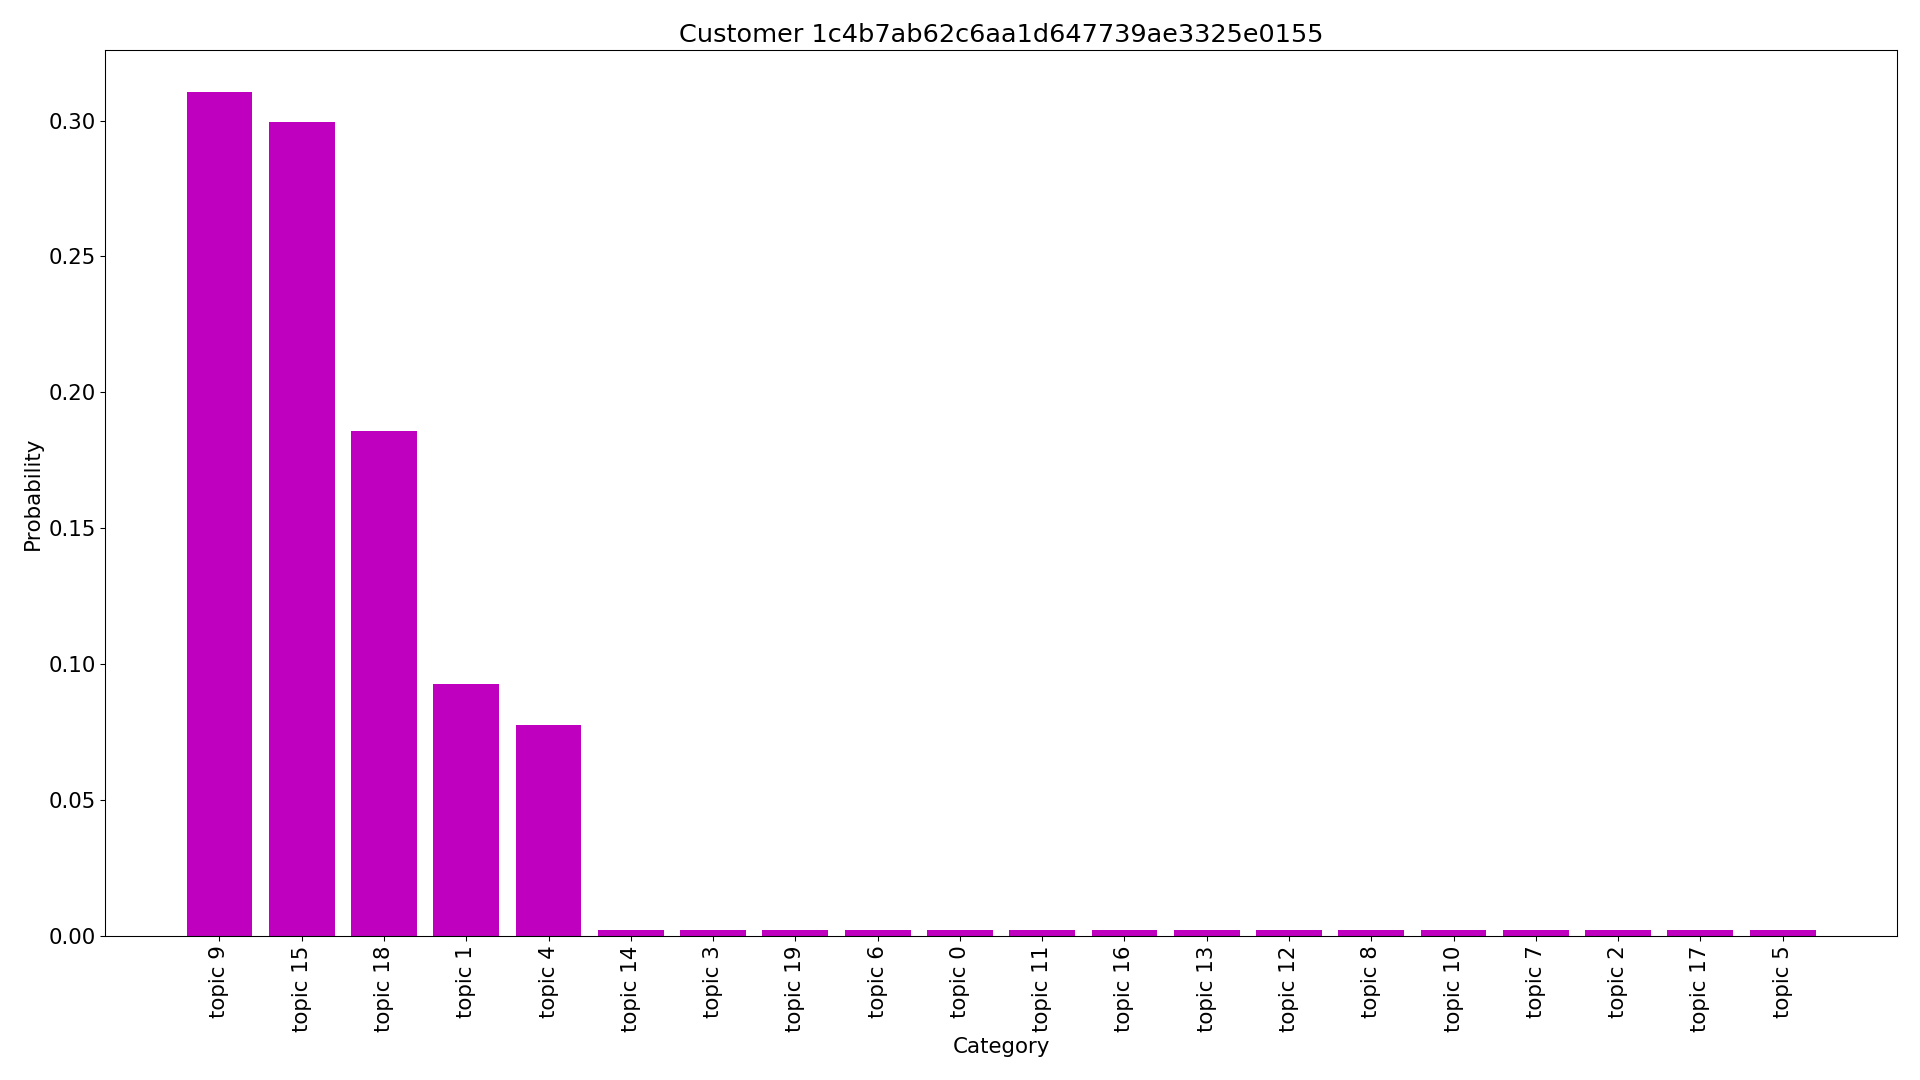 Customer 1c4b7ab62c6aa1d647739ae3325e0155
Probability
0.30
0.25
0.20
0.15
0.10
0.05
0.00
topic 9
topic 15
topic 18
topic 1
topic 4
topic 14
topic 3
topic 19
topic 6
topic 0
topic 11
topic 16
topic 13
topic 12
topic 8
topic 10
topic 7
topic 2
topic 17
topic 5
Category